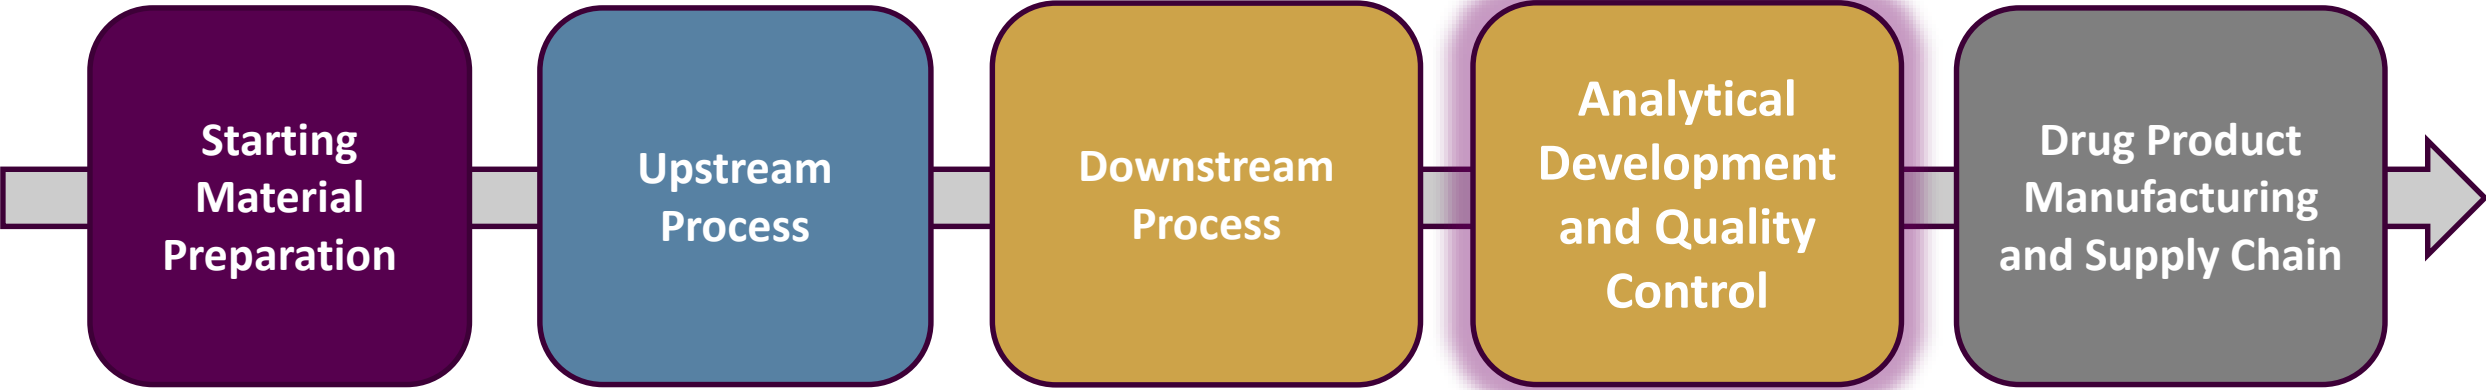 Starting
Material
Preparation
Upstream
Process
Downstream
Process
Analytical
Development
and Quality
Control
Drug Product
Manufacturing
and Supply Chain